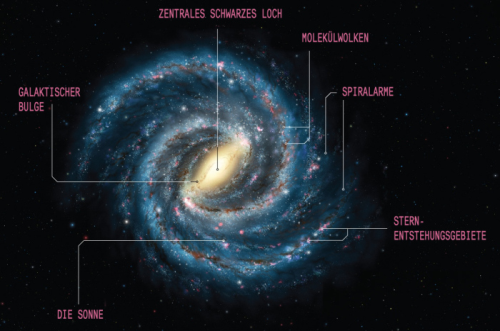 ZENTRALES SCHWARZES LOCH
MOLEKÜLWOLKEN
GALAKTISCHER
BULGE
SPIRALARME
STERN-
ENTSTEHUNGSGEBIETE
DIE SONNE